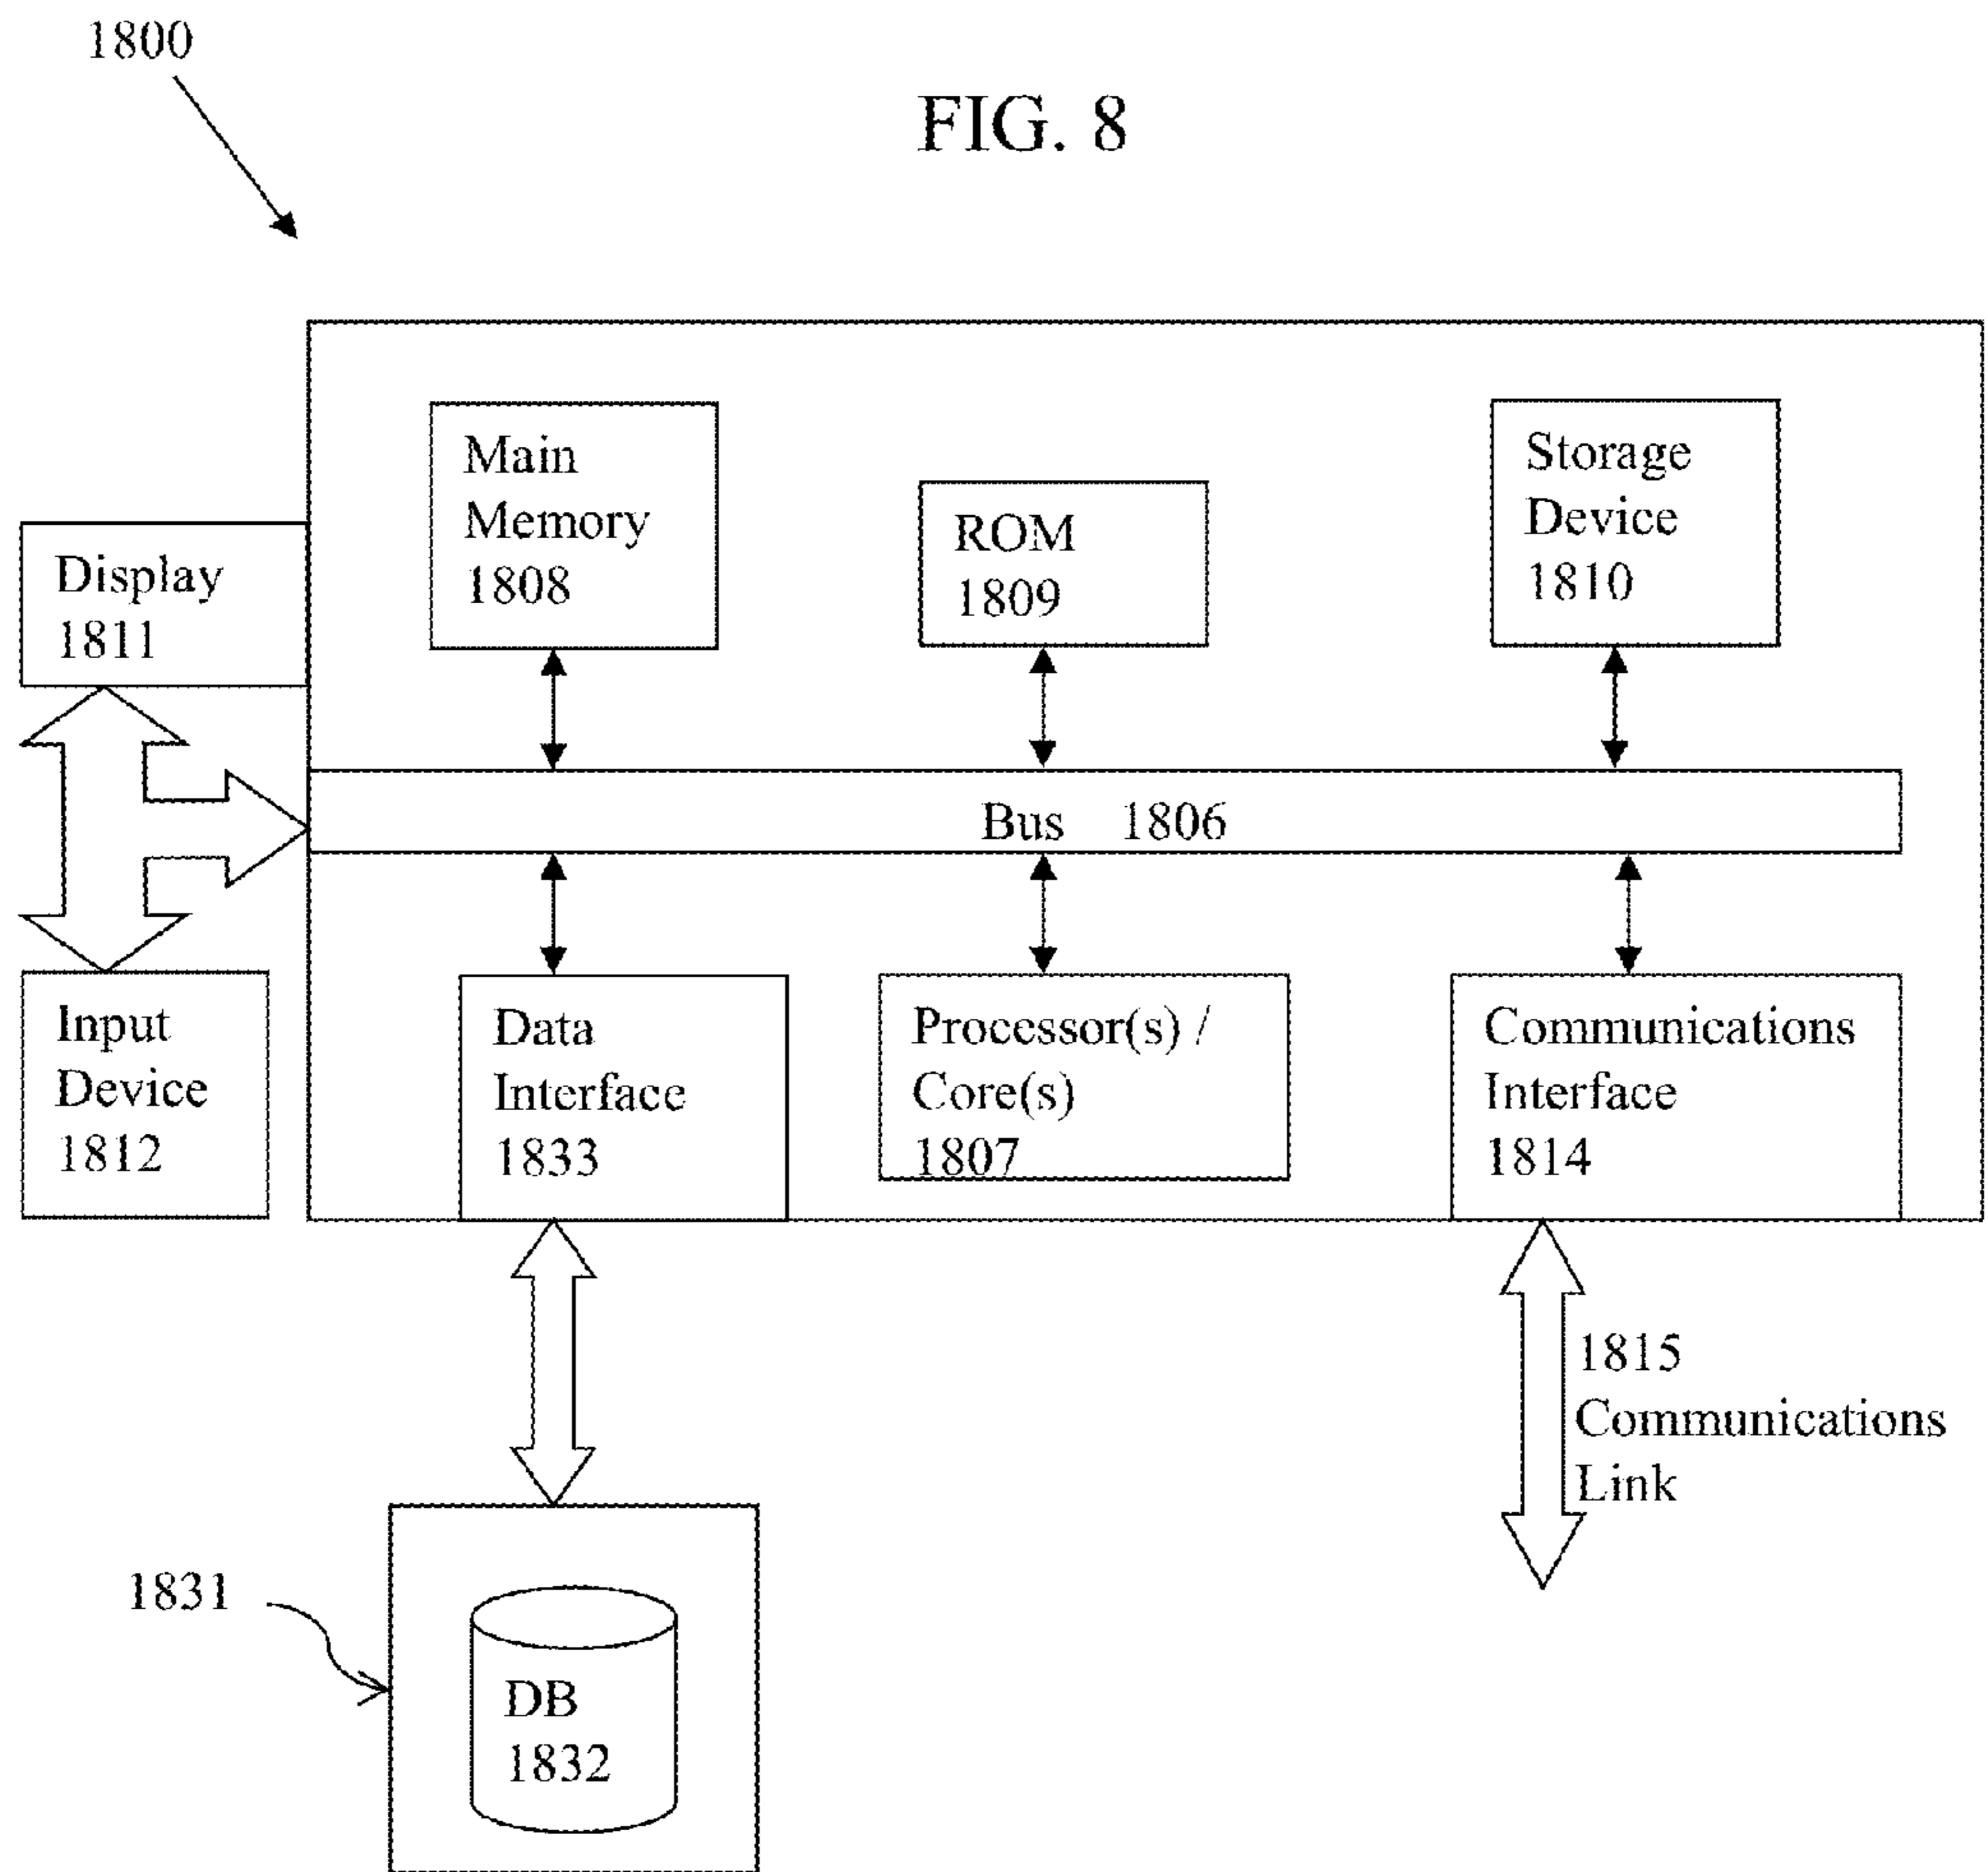 1800
FIG. 8
Main
Memory
1808
ROM
1809
Storage
Device
1810
Display
1811
Bus 1806
Input
Device
1812
Data
Interface
1833
Processor(s) /
Core(s)
1807
Communications
Interface
1814
1815
Communications
Link
1831
DB
1832